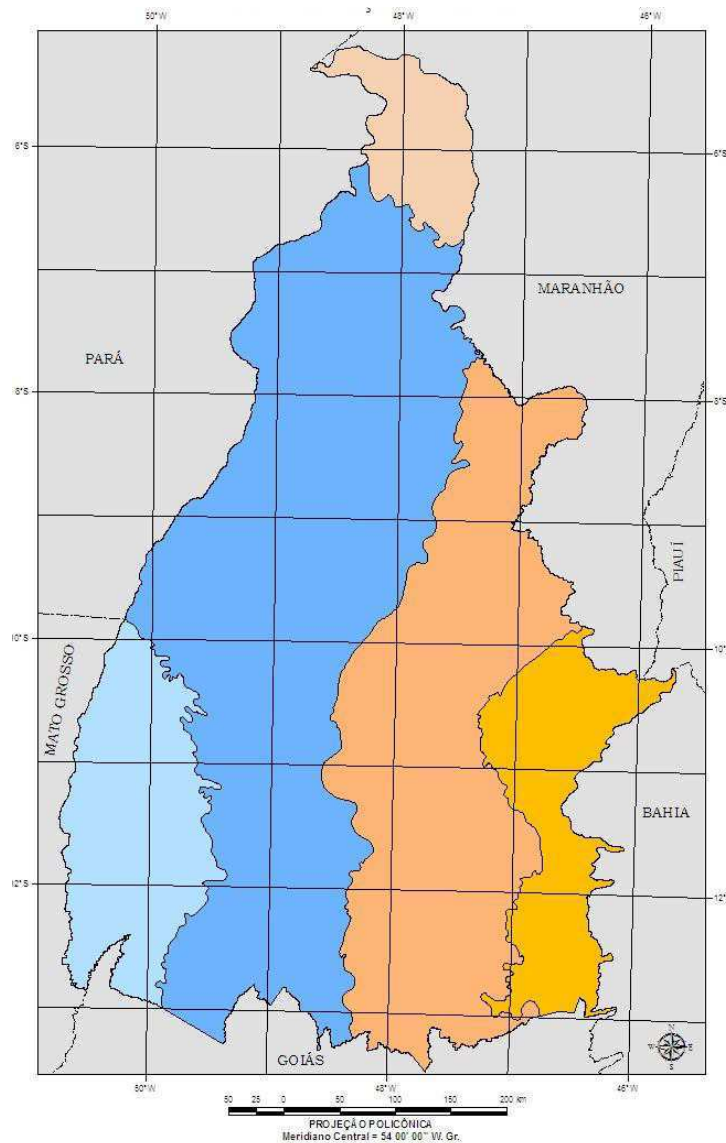 50° W
48° W
46° W
6°S
6°S
MARANHÃO
PARÁ
8°S
8°S
PIAUÍ
10°S
10°S
MATO GROSSO
BAHIA
12°S
12°S
N
W
E
S
GOIÁS
50° W
48° W
46° W
50 25 0 50 100 150 200 km
PROJEÇÃO POLICÔNICA
Meridiano Central = 54 00' 00" W. Gr.